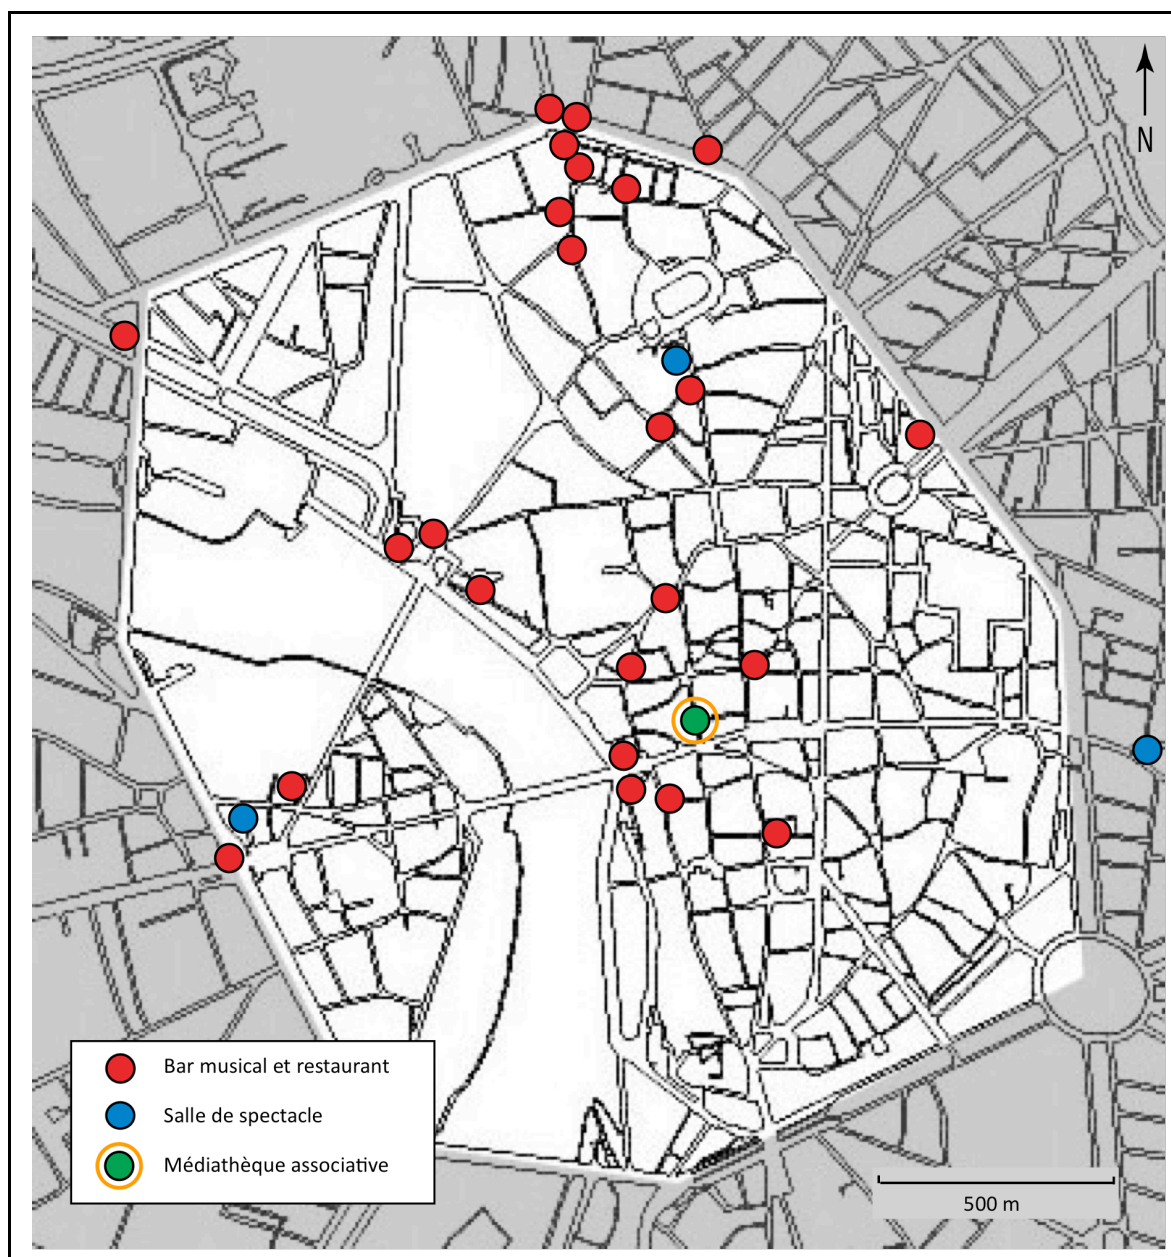 N
Bar musical et restaurant
Salle de spectacle
Médiathèque associative
500 m